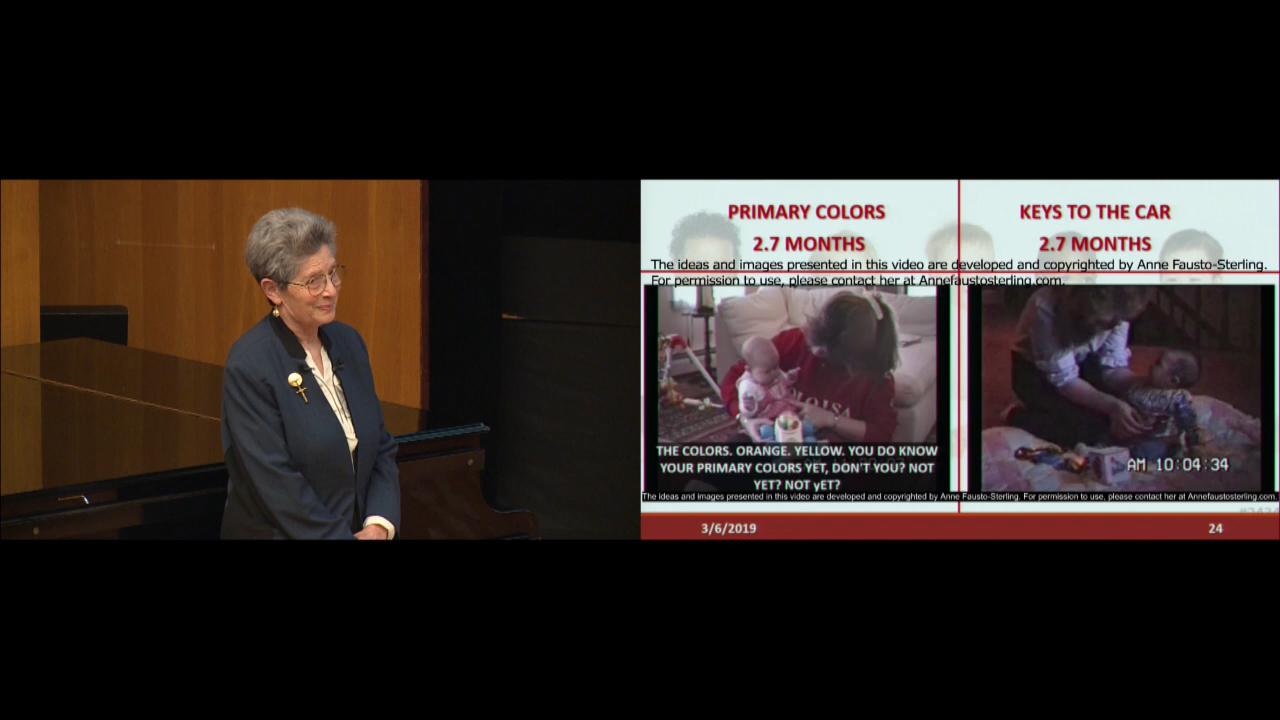 PRIMARY COLORS
2.7 MONTHS
KEYS TO THE CAR
2.7 MONTHS
The ideas and images presented in this video are developed and copyrighted by Anne Fausto-Sterling.
For permission to use, please contact her at Annefaustosterling.com.
THE COLORS. ORANGE. YELLOW. YOU DO KNOW
YOUR PRIMARY COLORS YET, DON'T YOU? NOT
YET? NOT yET?
AM 10:04:34
The ideas and images presented in this video are developed and copyrighted by Anne Fausto-Sterling. For permission to use, please contact her at Annefaustosterling.com.
3/6/2019
24